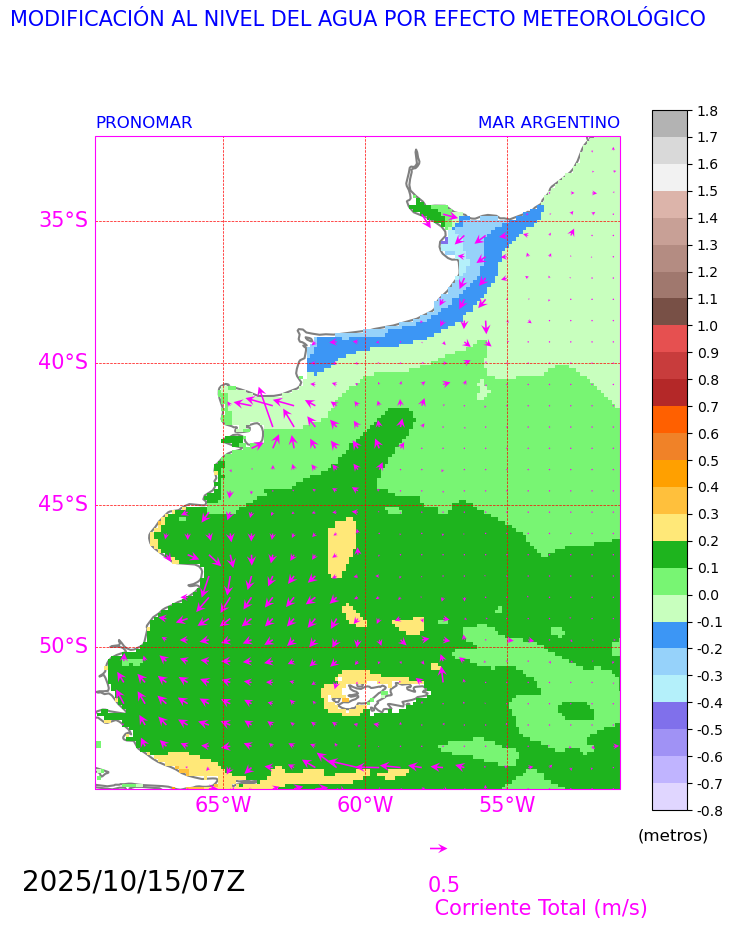 MODIFICACIÓN AL NIVEL DEL AGUA POR EFECTO METEOROLÓGICO
PRONOMAR
MAR ARGENTINO
1.8
1.7
1.6
1.5
1.4
1.3
1.2
1.1
1.0
0.9
0.8
0.7
0.6
0.5
0.4
0.3
0.2
0.1
0.0
-0.1
-0.2
-0.3
-0.4
-0.5
-0.6
-0.7
-0.8
(metros)
35°S
40°S
45°S
50°S
65°W
60°W
55°W
2025/10/15/07Z
0.5
Corriente Total (m/s)